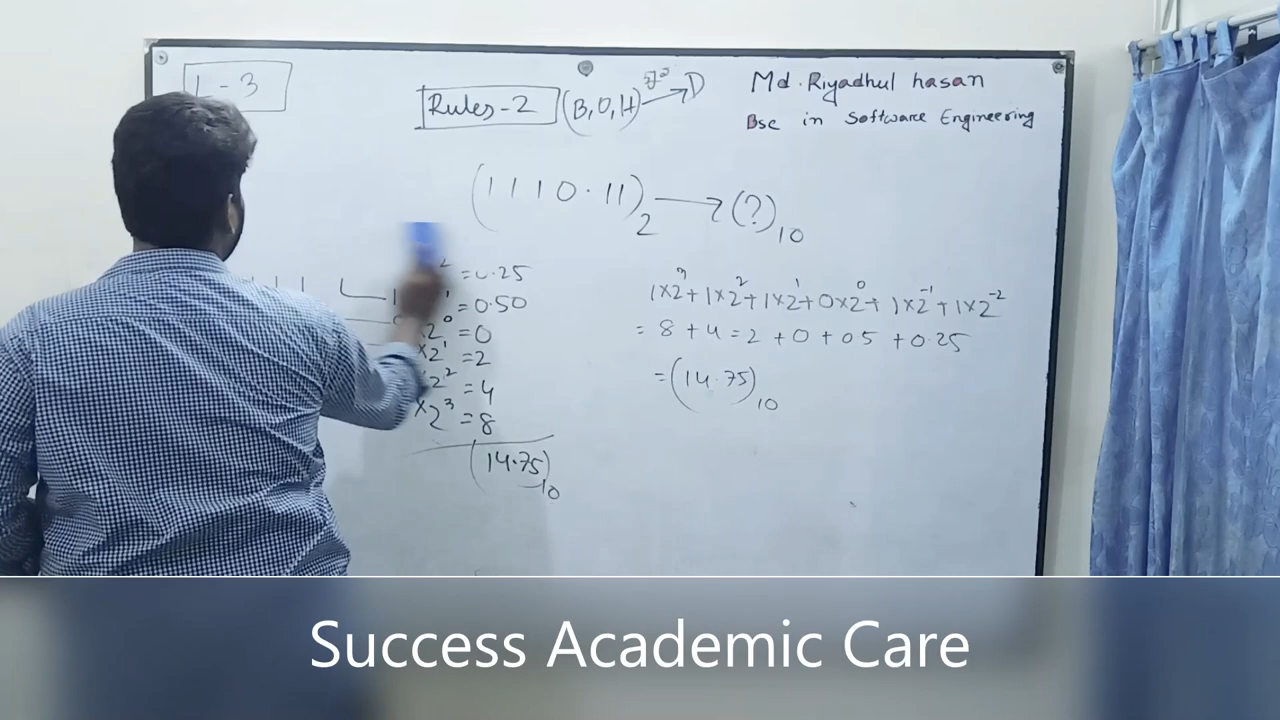 L-3
Rules-2 (B,O,H) → D
Md. Riyadhul hasan
Bsc in Software Engineering
(1110.11)₂ → (?)₁₀
=0.25
=0.50
×2⁰ =0
×2¹ =2
×2² =4
×2³ =8
(14.75)₁₀
1×2³+1×2²+1×2¹+0×2⁰+1×2⁻¹+1×2⁻²
= 8+4=2+0+05+0.25
=(14.75)₁₀
Success Academic Care